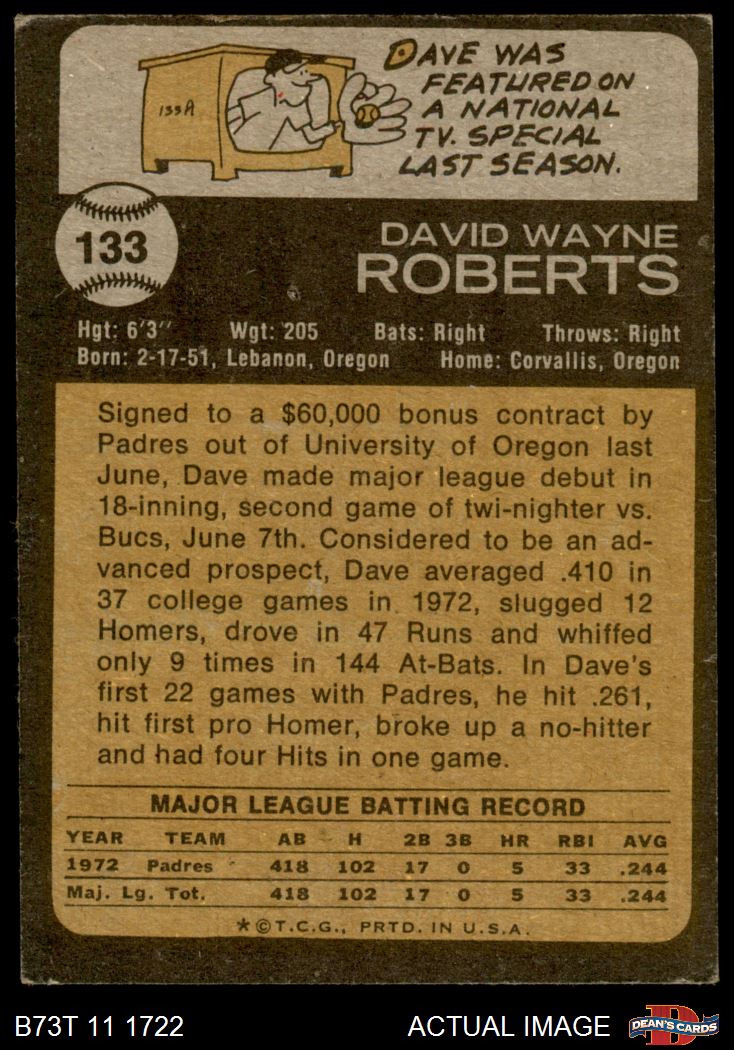 DAVE WAS
FEATURED ON
A NATIONAL
TV. SPECIAL
LAST SEASON.
133A
133
DAVID WAYNE
ROBERTS
Hgt: 6'3" Wgt: 205 Bats: Right Throws: Right
Born: 2-17-51, Lebanon, Oregon Home: Corvallis, Oregon
Signed to a $60,000 bonus contract by
Padres out of University of Oregon last
June, Dave made major league debut in
18-inning, second game of twi-nighter vs.
Bucs, June 7th. Considered to be an ad-
vanced prospect, Dave averaged .410 in
37 college games in 1972, slugged 12
Homers, drove in 47 Runs and whiffed
only 9 times in 144 At-Bats. In Dave's
first 22 games with Padres, he hit .261,
hit first pro Homer, broke up a no-hitter
and had four Hits in one game.
MAJOR LEAGUE BATTING RECORD
YEAR TEAM AB H 2B 3B HR RBI AVG
1972 Padres 418 102 17 0 5 33 .244
Maj. Lg. Tot. 418 102 17 0 5 33 .244
*©T.C.G., PRTD. IN U.S.A.
B73T 11 1722 ACTUAL IMAGE
DEAN'S CARDS